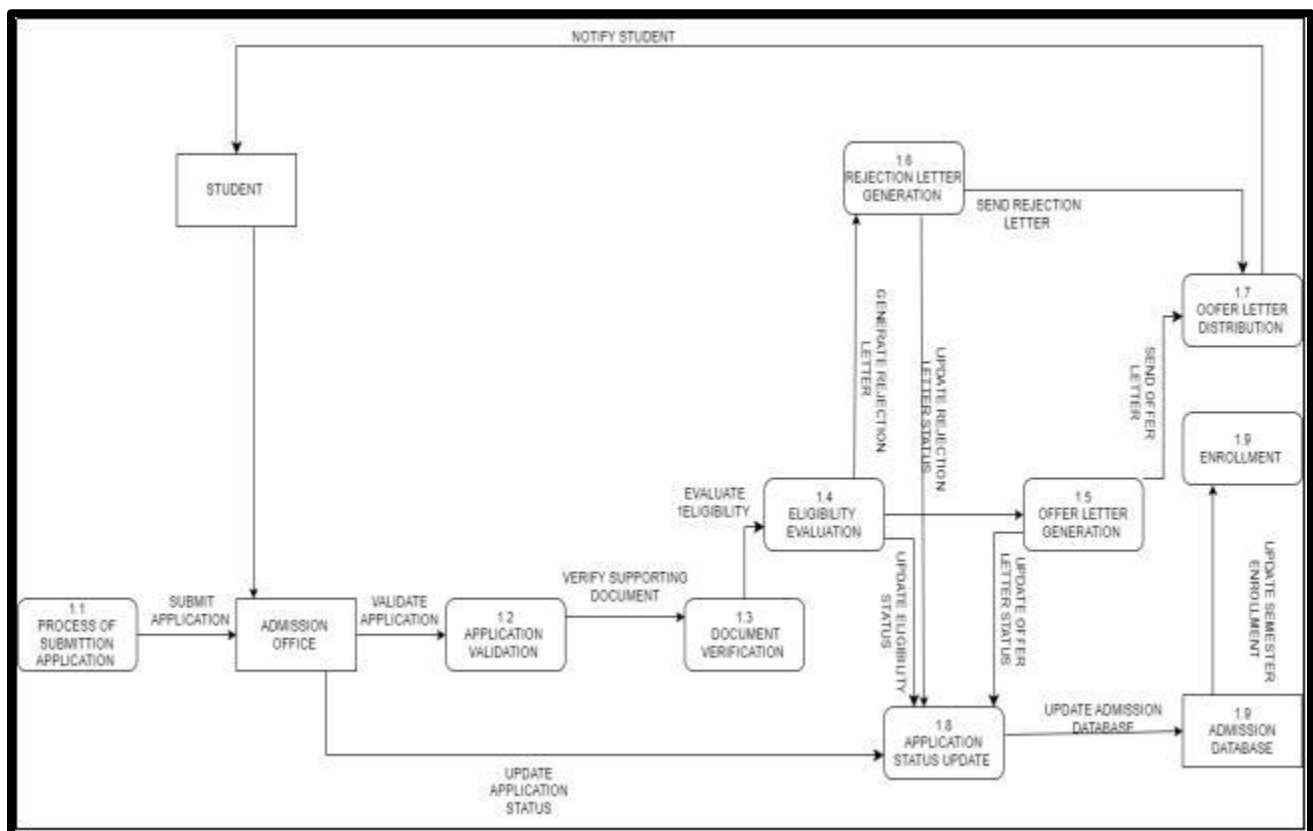 NOTIFY STUDENT
STUDENT
1.6
REJECTION LETTER
GENERATION
SEND REJECTION
LETTER
1.7
OOFER LETTER
DISTRIBUTION
GENERATE REJECTION
LETTER
UPDATE REJECTION
LETTER STATUS
SEND OFFER
LETTER
1.9
ENROLLMENT
EVALUATE
1ELIGIBILITY
1.4
ELIGIBILITY
EVALUATION
1.5
OFFER LETTER
GENERATION
UPDATE ELIGIBILITY
STATUS
UPDATE OFFER
LETTER STATUS
UPDATE SEMESTER
ENROLLMENT
1.1
PROCESS OF
SUBMITTION
APPLICATION
SUBMIT
APPLICATION
ADMISSION
OFFICE
VALIDATE
APPLICATION
1.2
APPLICATION
VALIDATION
VERIFY SUPPORTING
DOCUMENT
1.3
DOCUMENT
VERIFICATION
1.8
APPLICATION
STATUS UPDATE
UPDATE ADMISSION
DATABASE
1.9
ADMISSION
DATABASE
UPDATE
APPLICATION
STATUS